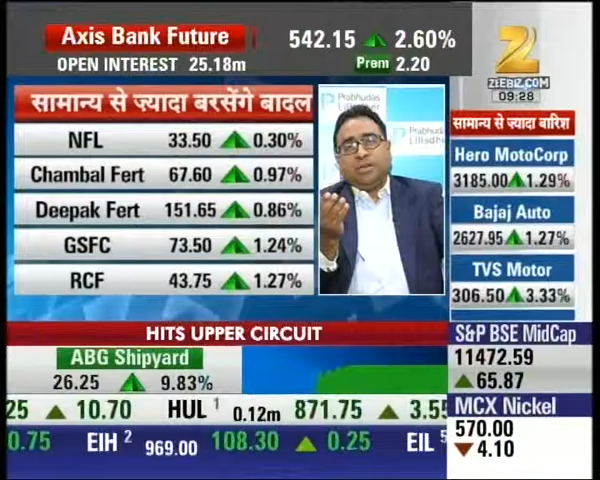 Axis Bank Future 542.15 2.60%
OPEN INTEREST 25.18m Prem 2.20
ZEEBIZ.COM
09:28
सामान्य से ज्यादा बरसेंगे बादल
NFL 33.50 0.30%
Chambal Fert 67.60 0.97%
Deepak Fert 151.65 0.86%
GSFC 73.50 1.24%
RCF 43.75 1.27%
Prabhudas
Lilladher
Prabhudas
Lilladher
सामान्य से ज्यादा बारिश
Hero MotoCorp
3185.00 1.29%
Bajaj Auto
2627.95 1.27%
TVS Motor
306.50 3.33%
HITS UPPER CIRCUIT
ABG Shipyard
26.25 9.83%
S&P BSE MidCap
11472.59
65.87
MCX Nickel
570.00
4.10
25 10.70 HUL 1 0.12m 871.75 3.55
0.75 EIH 2 969.00 108.30 0.25 EIL 5